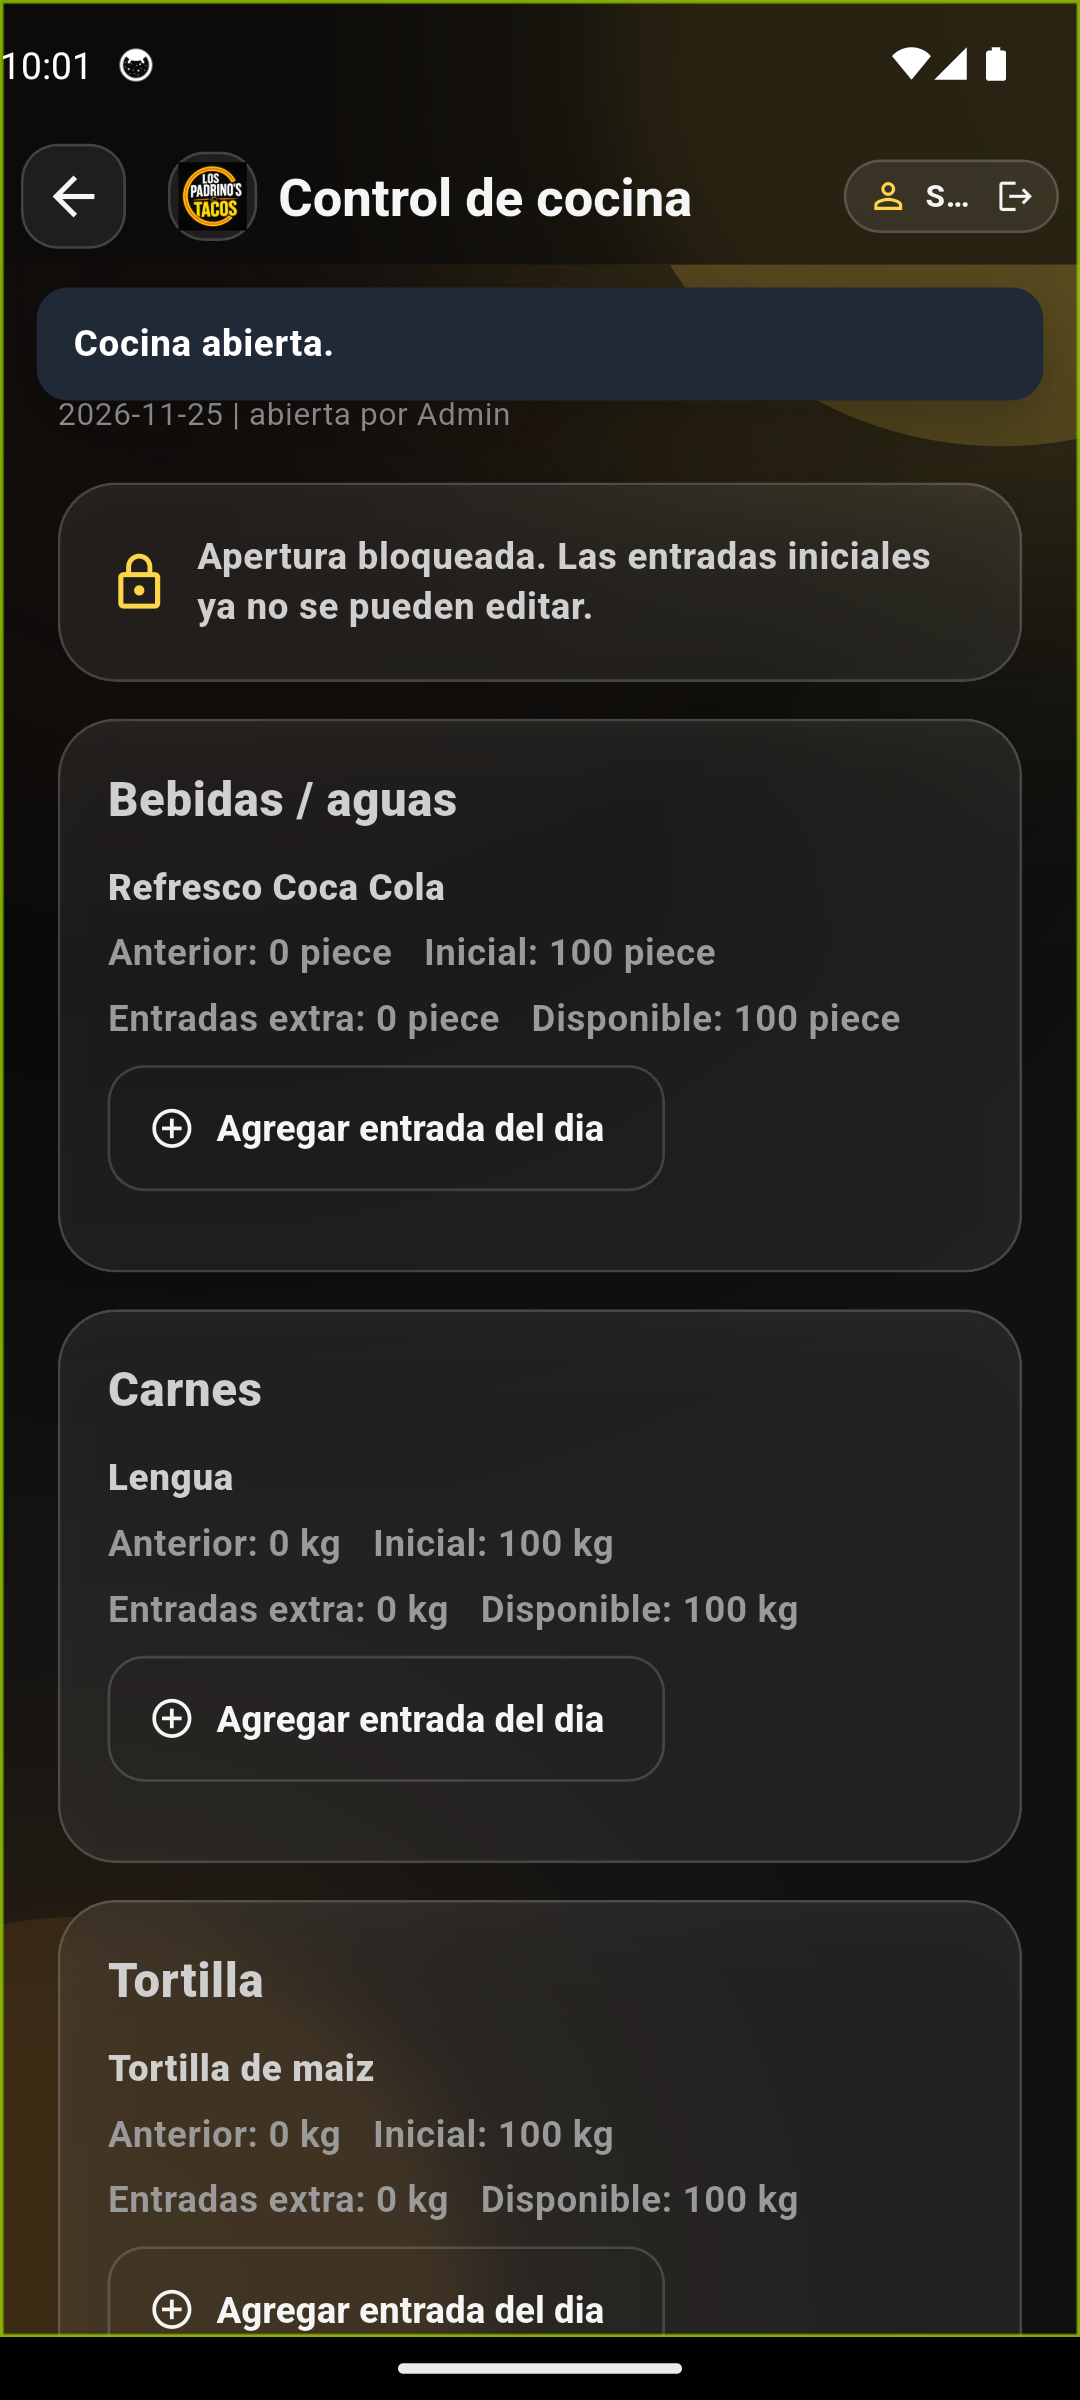 10:01
LOS
PADRINO'S
TACOS
Control de cocina
S...
Cocina abierta.
2026-11-25 | abierta por Admin
Apertura bloqueada. Las entradas iniciales
ya no se pueden editar.
Bebidas / aguas
Refresco Coca Cola
Anterior: 0 piece Inicial: 100 piece
Entradas extra: 0 piece Disponible: 100 piece
Agregar entrada del dia
Carnes
Lengua
Anterior: 0 kg Inicial: 100 kg
Entradas extra: 0 kg Disponible: 100 kg
Agregar entrada del dia
Tortilla
Tortilla de maiz
Anterior: 0 kg Inicial: 100 kg
Entradas extra: 0 kg Disponible: 100 kg
Agregar entrada del dia